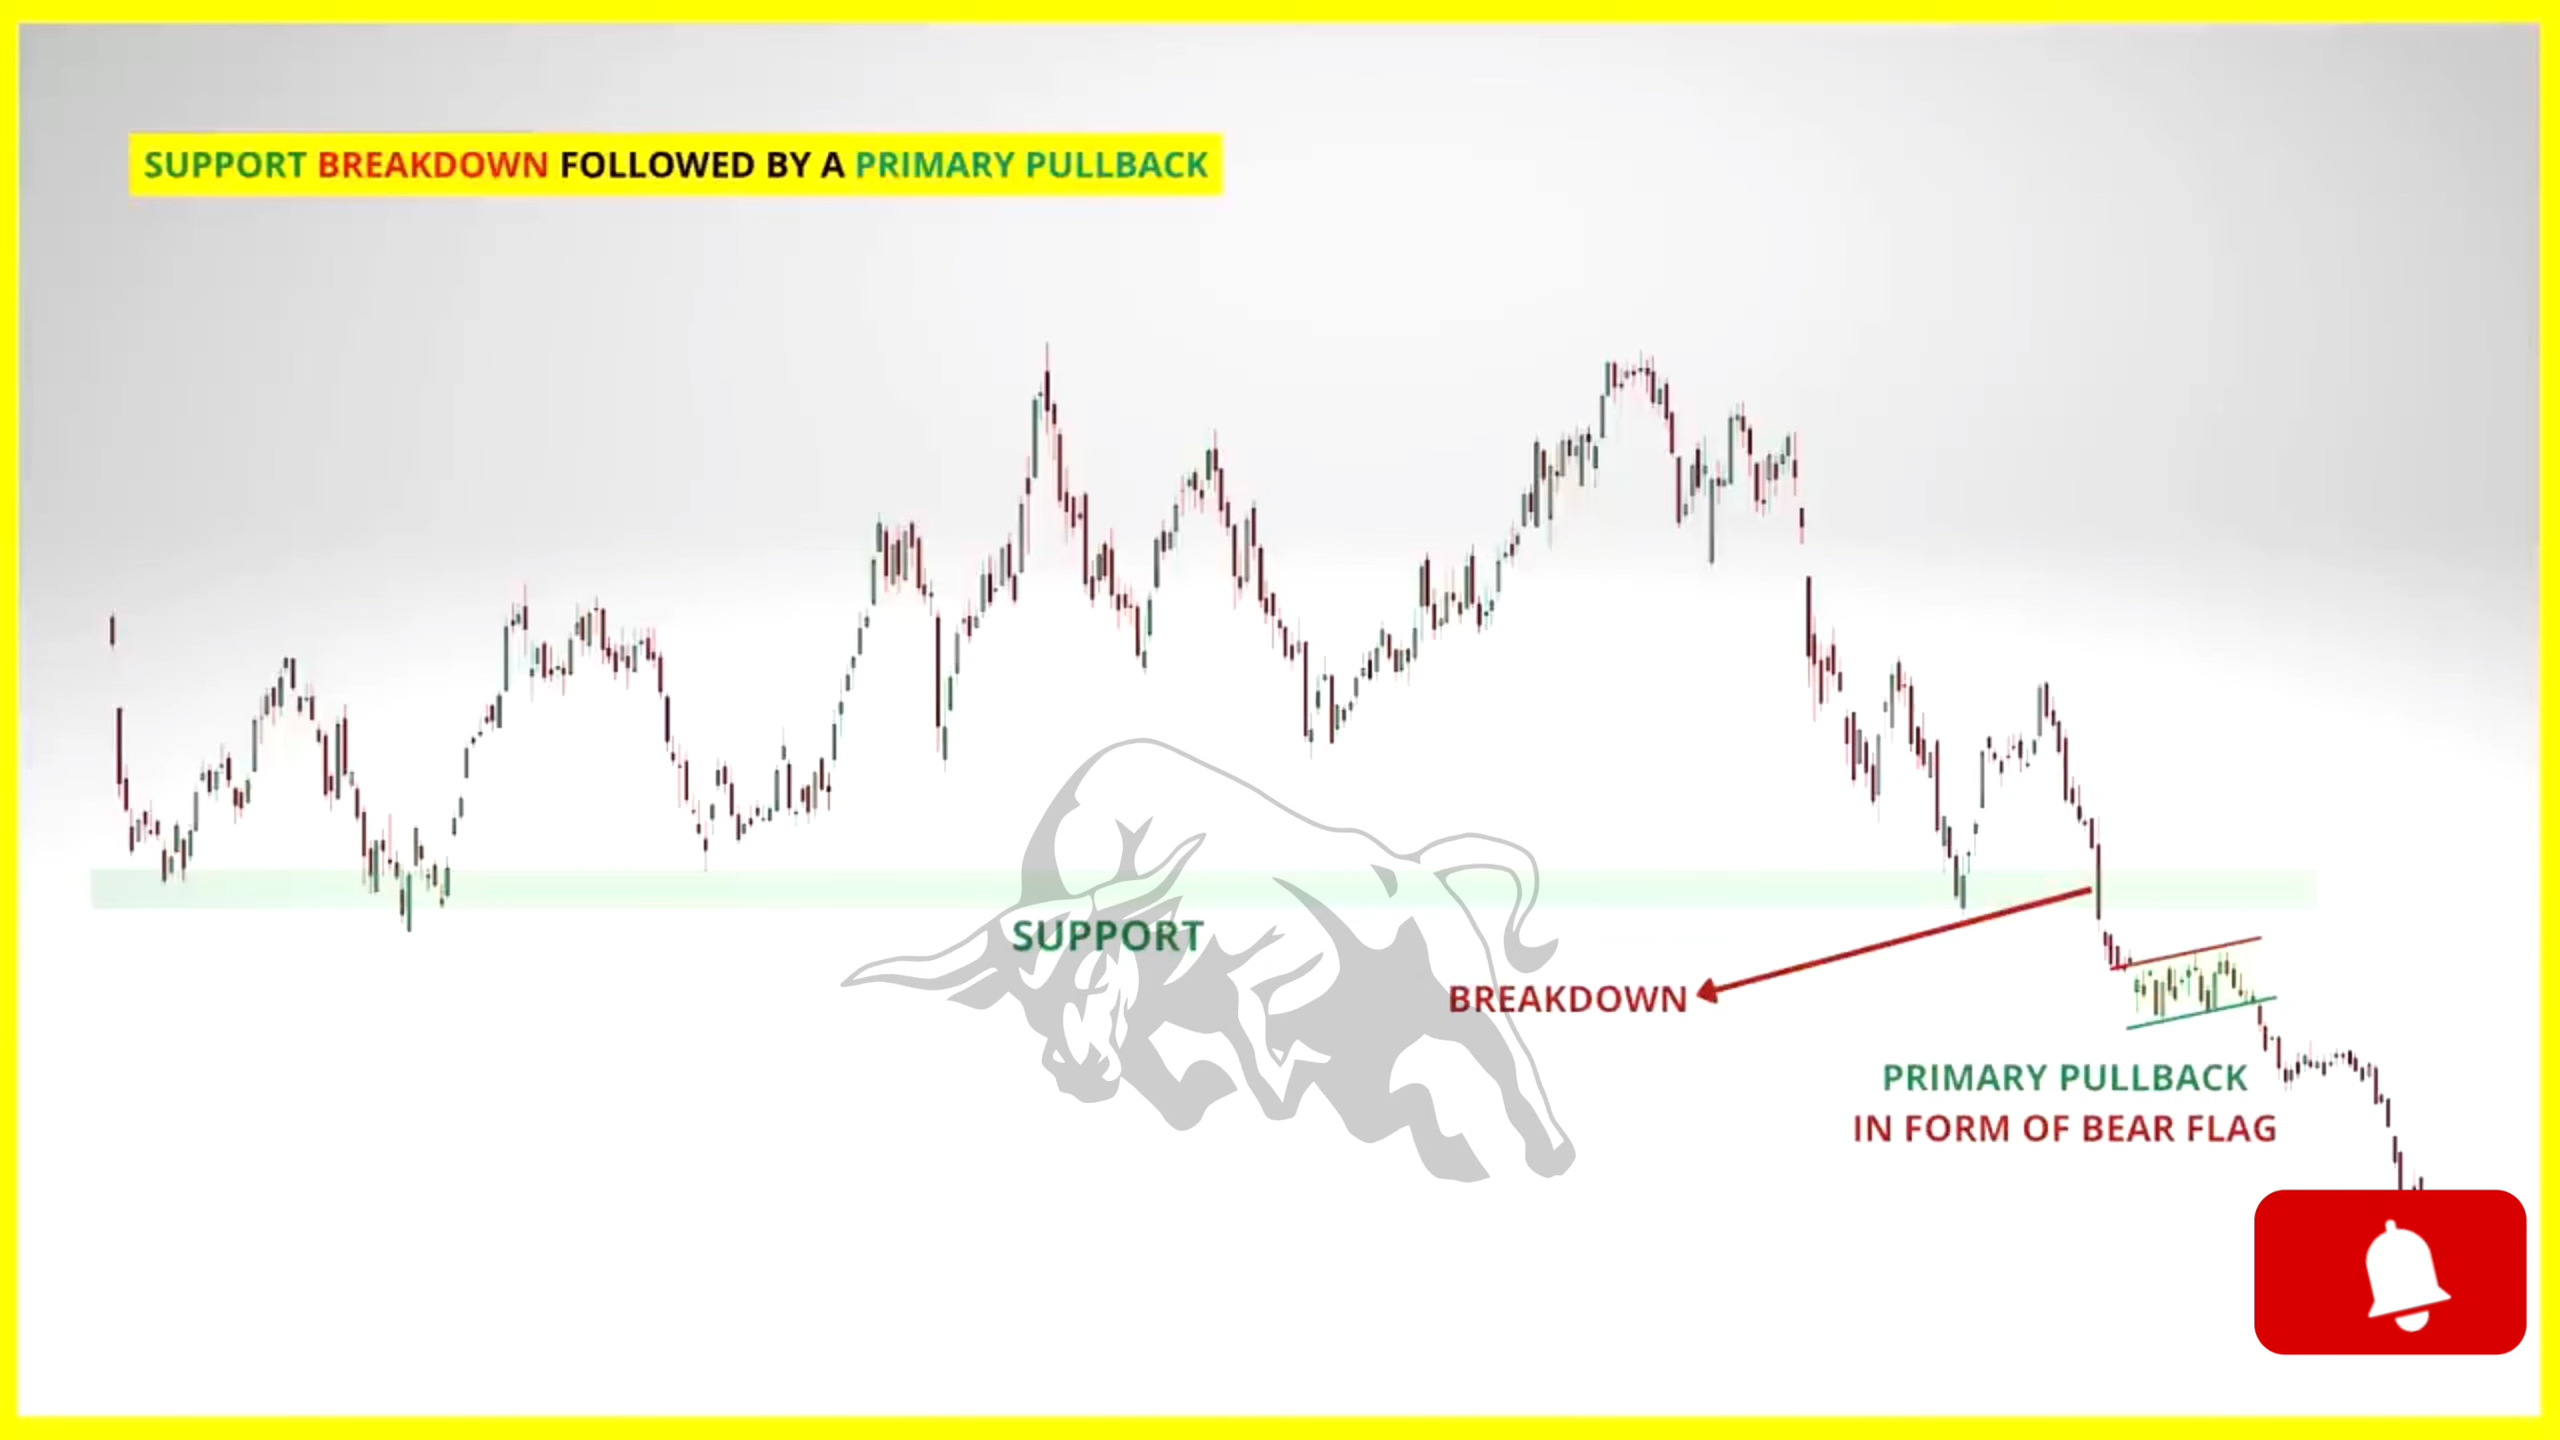 SUPPORT BREAKDOWN FOLLOWED BY A PRIMARY PULLBACK
SUPPORT
BREAKDOWN
PRIMARY PULLBACK
IN FORM OF BEAR FLAG